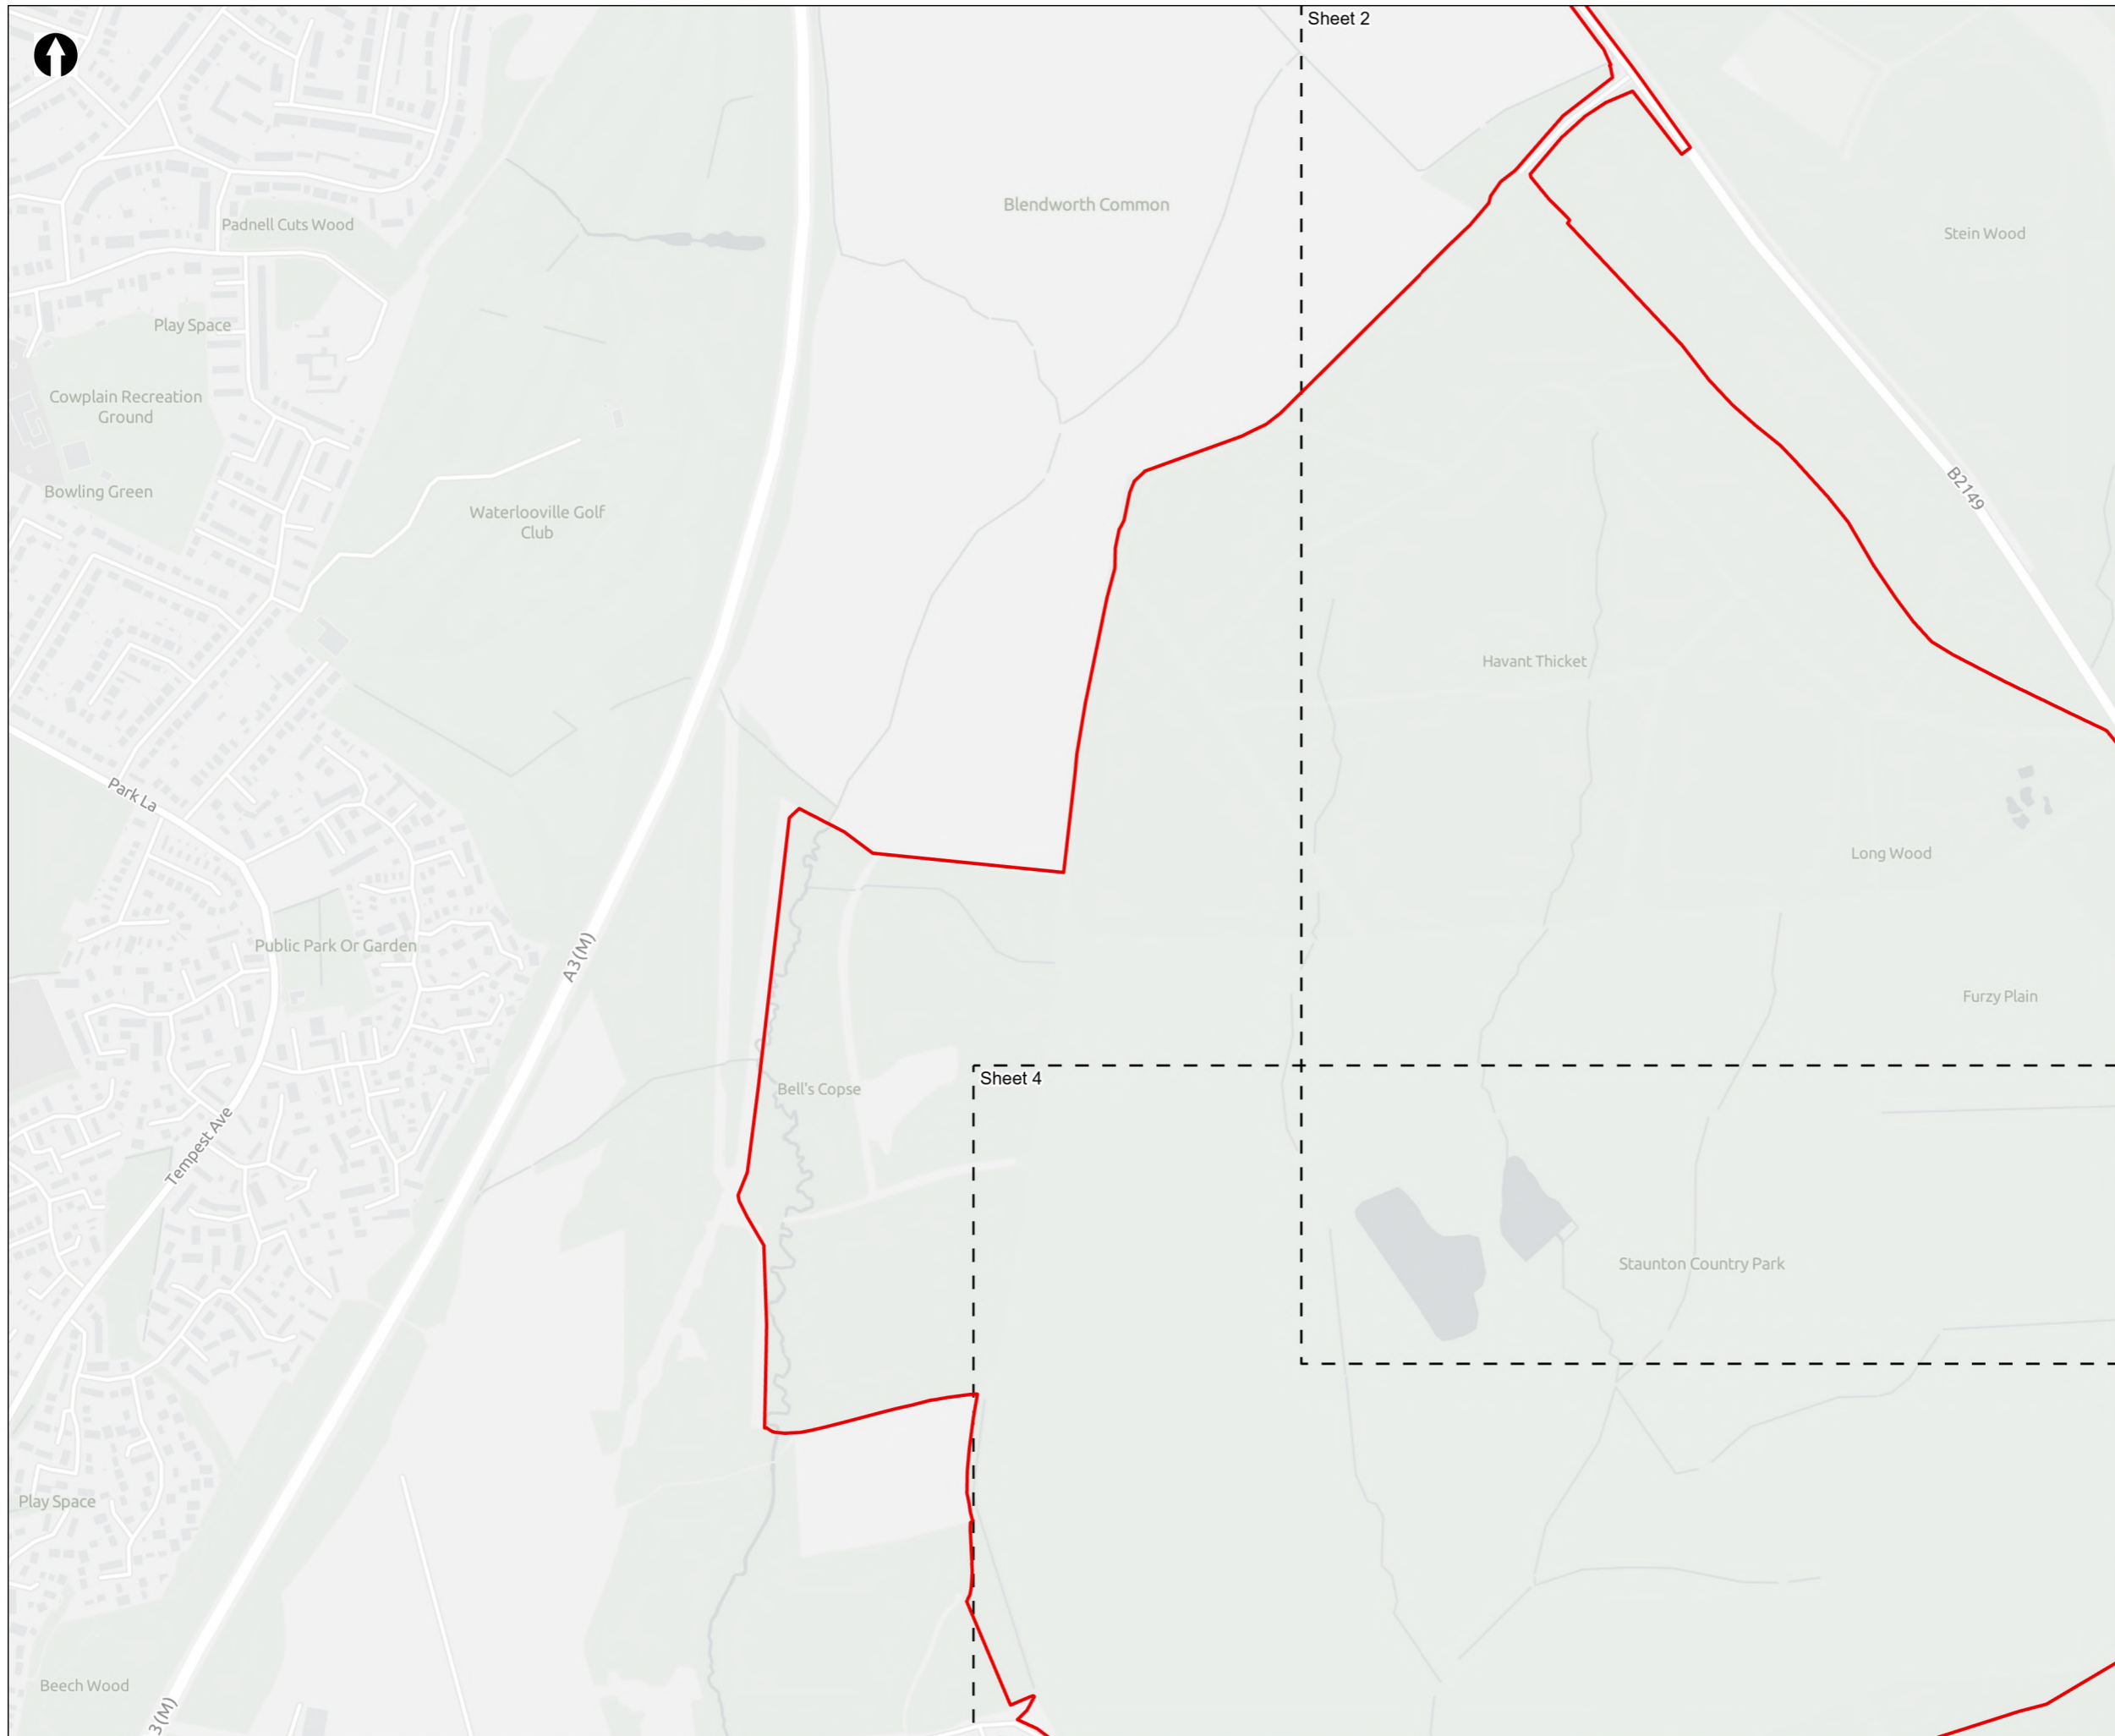 Sheet 2
Blendworth Common
Padnell Cuts Wood
Stein Wood
Play Space
Cowplain Recreation
Ground
Bowling Green
Waterlooville Golf
Club
B2149
Havant Thicket
Park La
Long Wood
Public Park Or Garden
A3(M)
Furzy Plain
Sheet 4
Bell's Copse
Tempest Ave
Staunton Country Park
Play Space
Beech Wood
3(M)